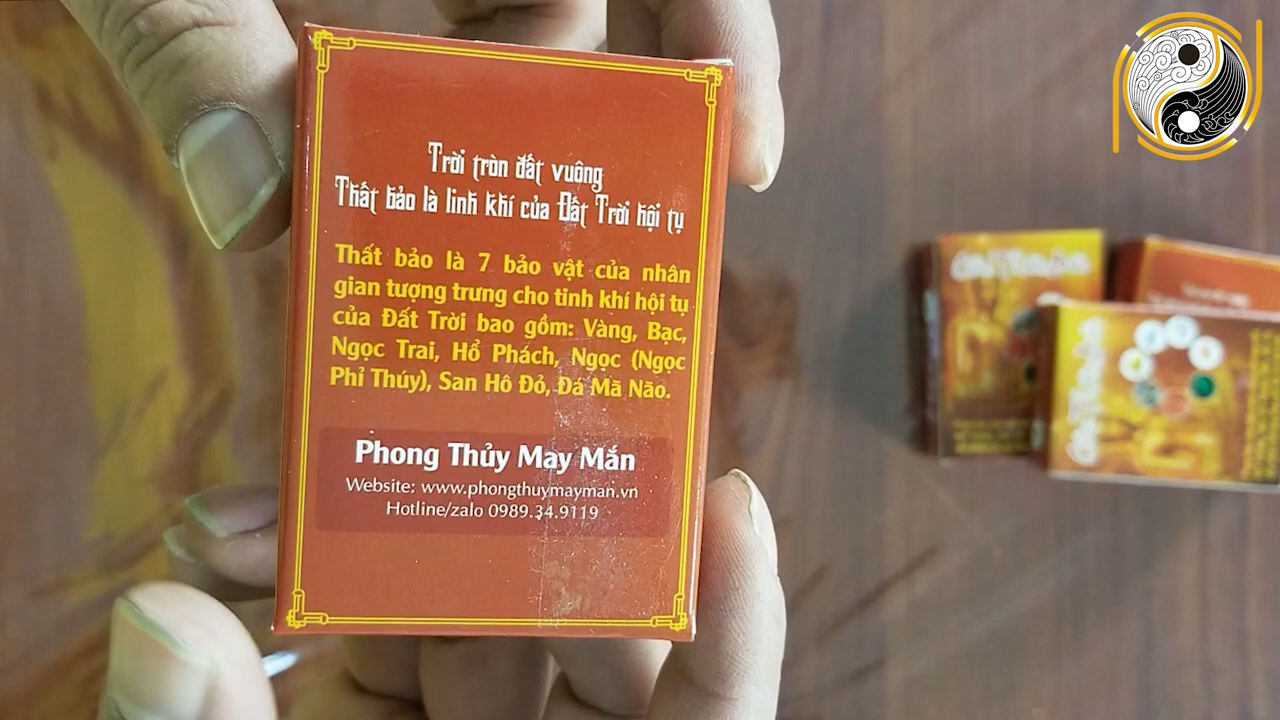 Trời tròn đất vuông
Thất bảo là linh khí của Đất Trời hội tụ
Thất bảo là 7 bảo vật của nhân
gian tượng trưng cho tinh khí hội tụ
của Đất Trời bao gồm: Vàng, Bạc,
Ngọc Trai, Hổ Phách, Ngọc (Ngọc
Phỉ Thúy), San Hô Đỏ, Đá Mã Não.
Phong Thủy May Mắn
Website: www.phongthuymayman.vn
Hotline/zalo 0989.34.9119